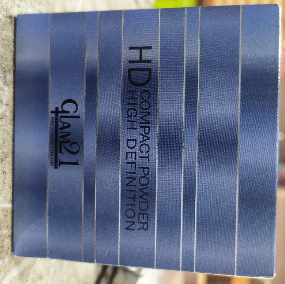 HD COMPACT POWDER
HIGH DEFINITION
GLAM21